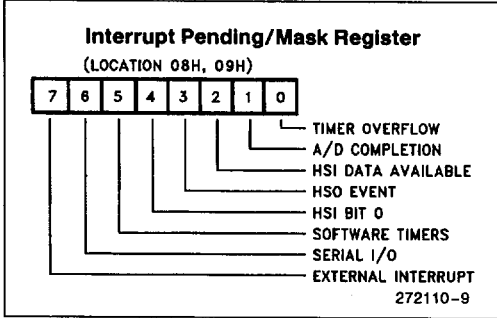 Interrupt Pending/Mask Register
(LOCATION 08H, 09H)
7 6 5 4 3 2 1 0
TIMER OVERFLOW
A/D COMPLETION
HSI DATA AVAILABLE
HSO EVENT
HSI BIT 0
SOFTWARE TIMERS
SERIAL I/O
EXTERNAL INTERRUPT
272110-9